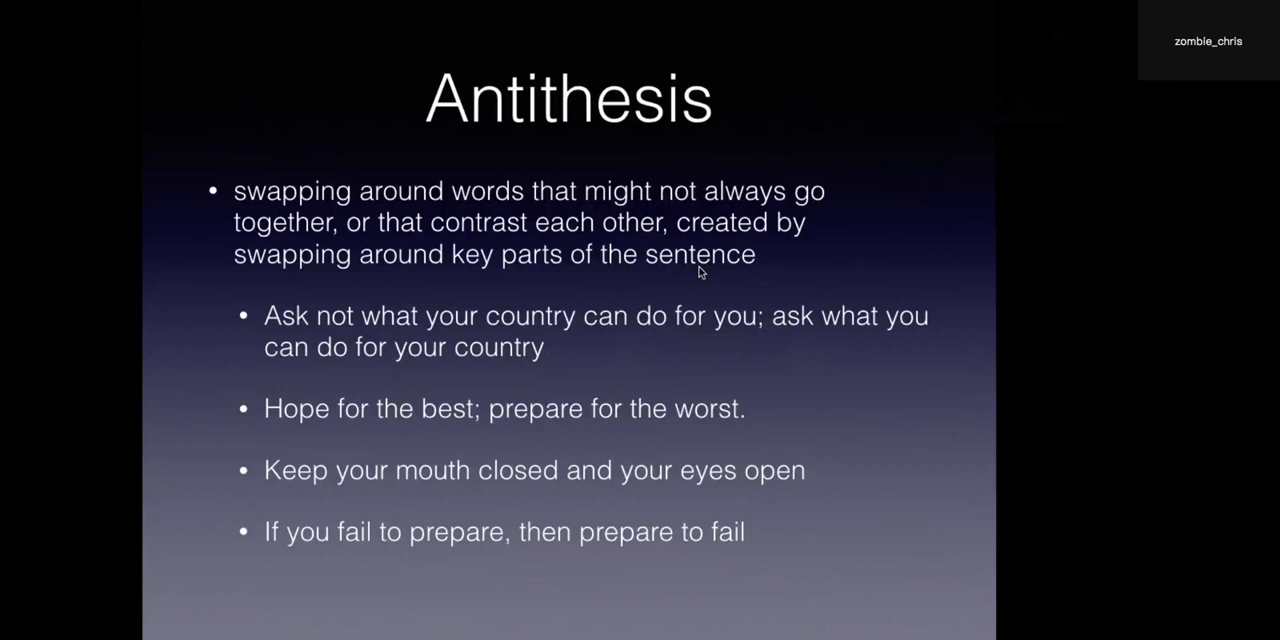 zombie_chris
Antithesis
• swapping around words that might not always go
together, or that contrast each other, created by
swapping around key parts of the sentence
• Ask not what your country can do for you; ask what you
can do for your country
• Hope for the best; prepare for the worst.
• Keep your mouth closed and your eyes open
• If you fail to prepare, then prepare to fail